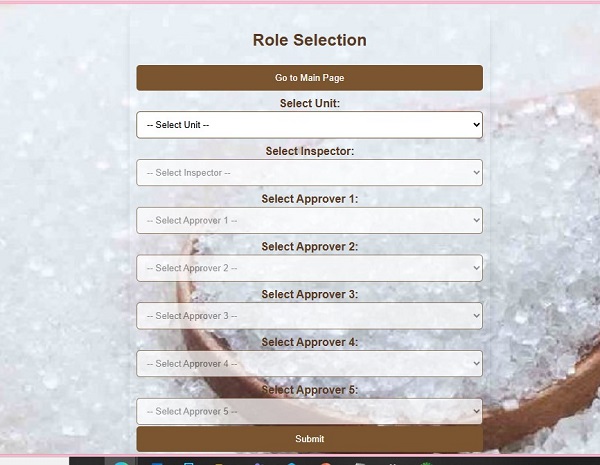 Role Selection
Go to Main Page
Select Unit:
-- Select Unit --
Select Inspector:
-- Select Inspector --
Select Approver 1:
-- Select Approver 1 --
Select Approver 2:
-- Select Approver 2 --
Select Approver 3:
-- Select Approver 3 --
Select Approver 4:
-- Select Approver 4 --
Select Approver 5:
-- Select Approver 5 --
Submit